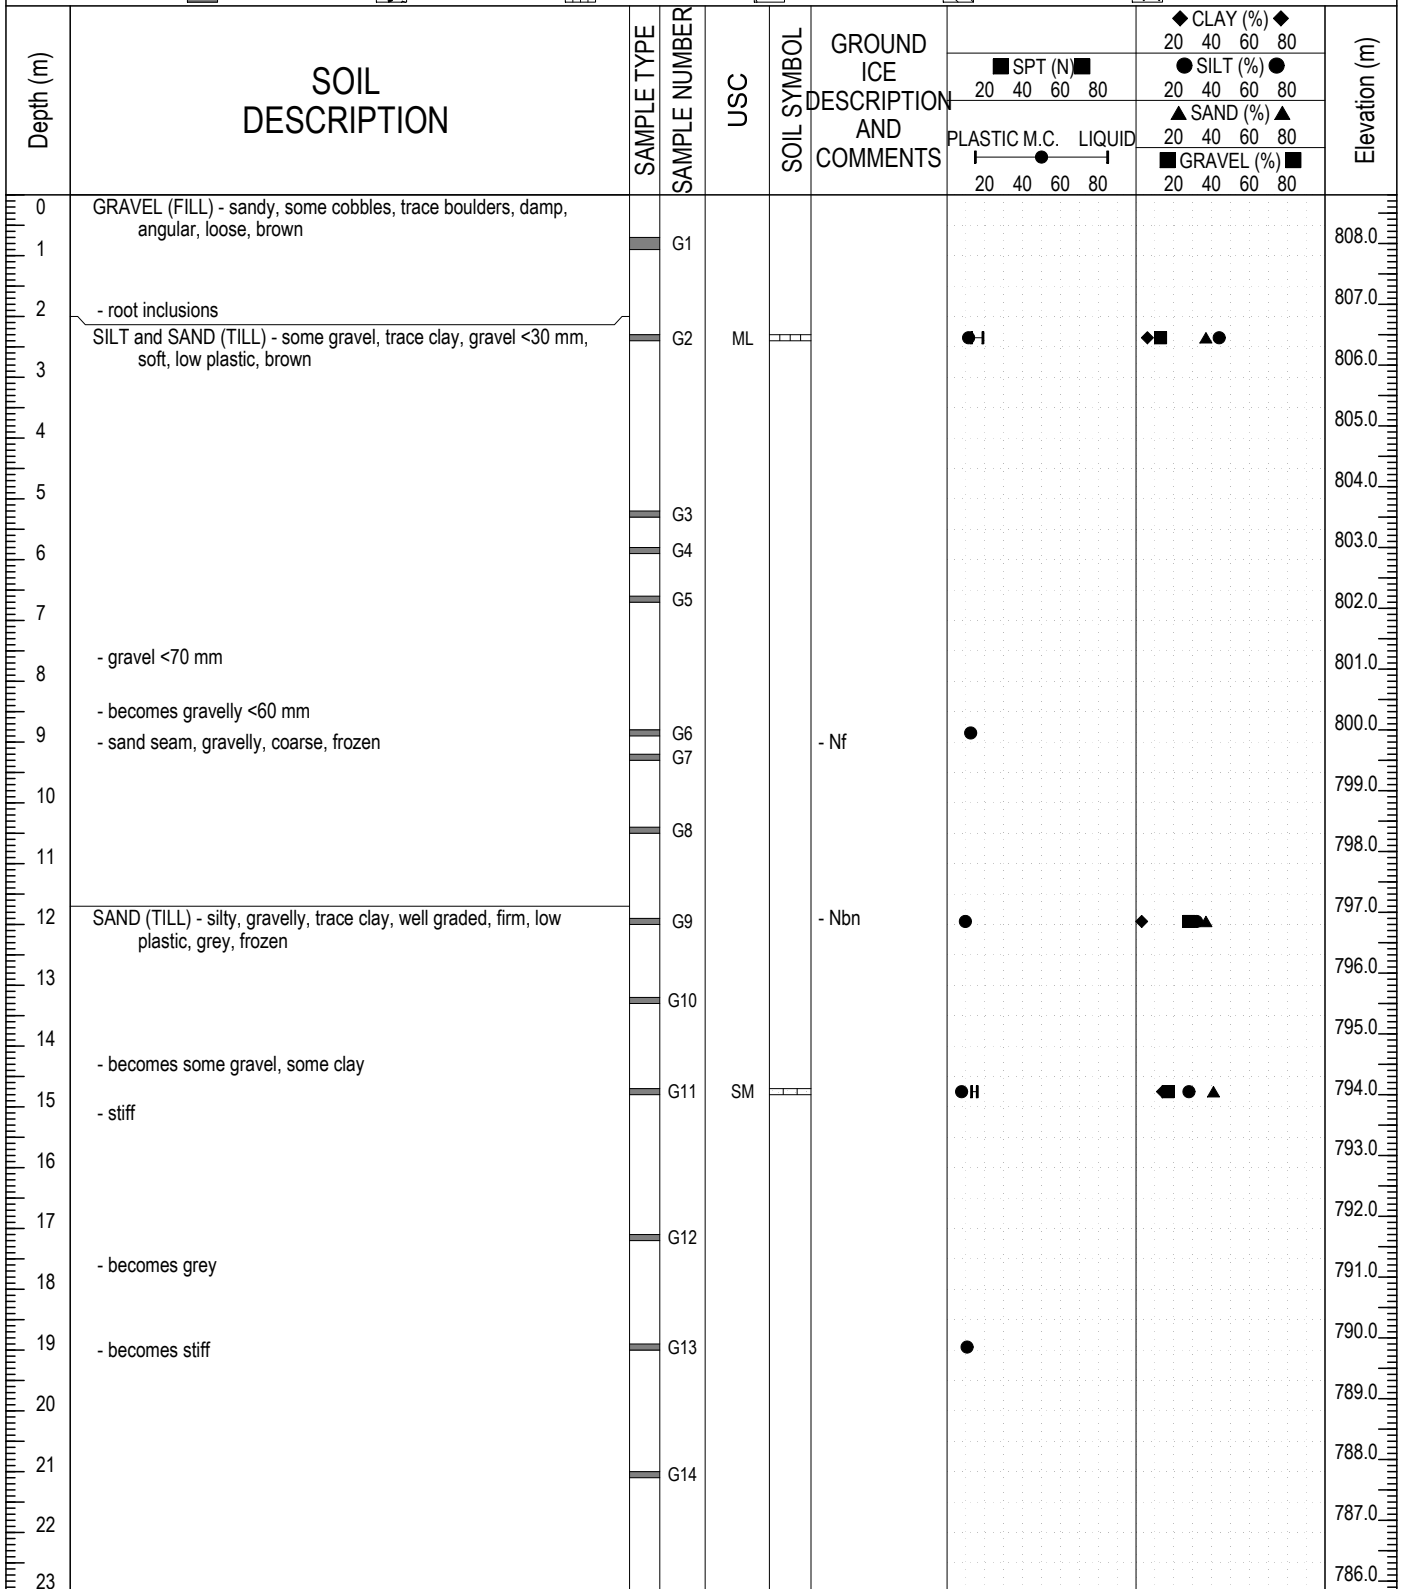 Depth (m)
SOIL
DESCRIPTION
SAMPLE TYPE
SAMPLE NUMBER
USC
SOIL SYMBOL
GROUND
ICE
DESCRIPTION
AND
COMMENTS
SPT (N)
20 40 60 80
PLASTIC M.C. LIQUID
20 40 60 80
CLAY (%)
20 40 60 80
SILT (%)
20 40 60 80
SAND (%)
20 40 60 80
GRAVEL (%)
20 40 60 80
Elevation (m)
0 GRAVEL (FILL) - sandy, some cobbles, trace boulders, damp,
angular, loose, brown
1 G1 808.0
2 - root inclusions 807.0
SILT and SAND (TILL) - some gravel, trace clay, gravel <30 mm, G2 ML
soft, low plastic, brown
3 806.0
4 805.0
5 804.0
G3
6 G4 803.0
G5
7 802.0
- gravel <70 mm
8 801.0
- becomes gravelly <60 mm
G6 800.0
9 - sand seam, gravelly, coarse, frozen - Nf
G7
10 799.0
G8
11 798.0
12 SAND (TILL) - silty, gravelly, trace clay, well graded, firm, low G9 - Nbn 797.0
plastic, grey, frozen
13 796.0
G10
14 795.0
- becomes some gravel, some clay
G11 SM 794.0
15 - stiff
16 793.0
17 792.0
G12
- becomes grey
18 791.0
19 - becomes stiff G13 790.0
20 789.0
21 788.0
G14
22 787.0
23 786.0